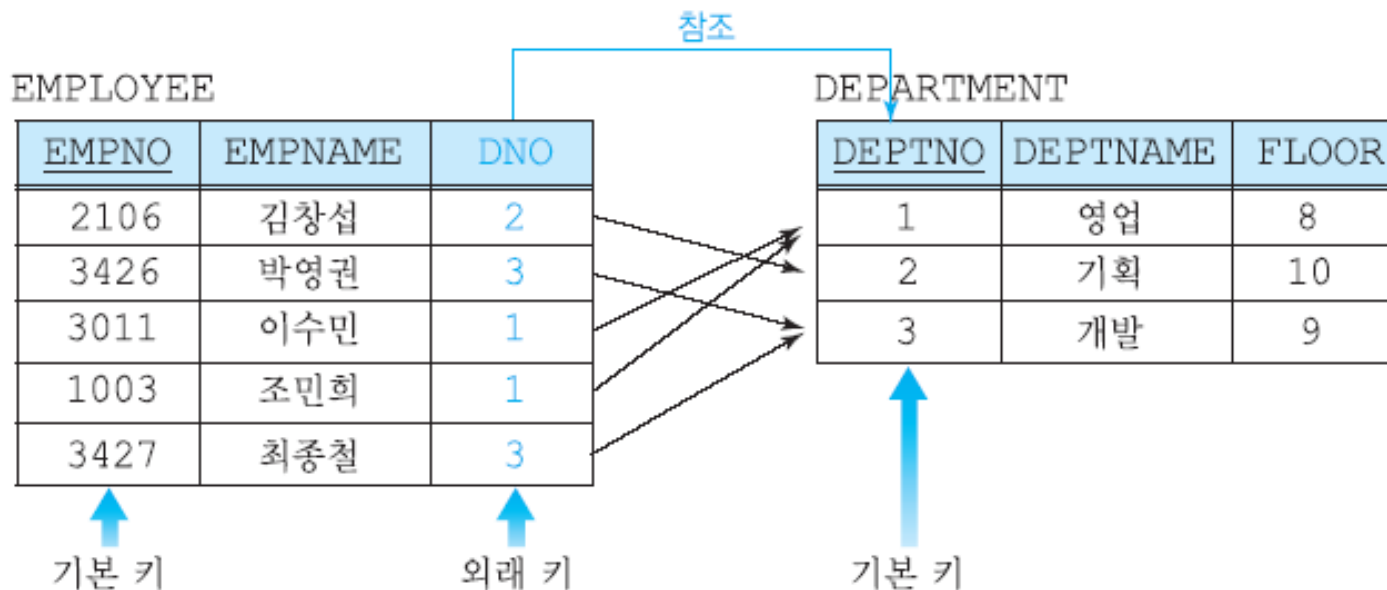 참조
EMPLOYEE
EMPNO EMPNAME DNO
2106 김창섭 2
3426 박영권 3
3011 이수민 1
1003 조민희 1
3427 최종철 3
기본 키 외래 키
DEPARTMENT
DEPTNO DEPTNAME FLOOR
1 영업 8
2 기획 10
3 개발 9
기본 키